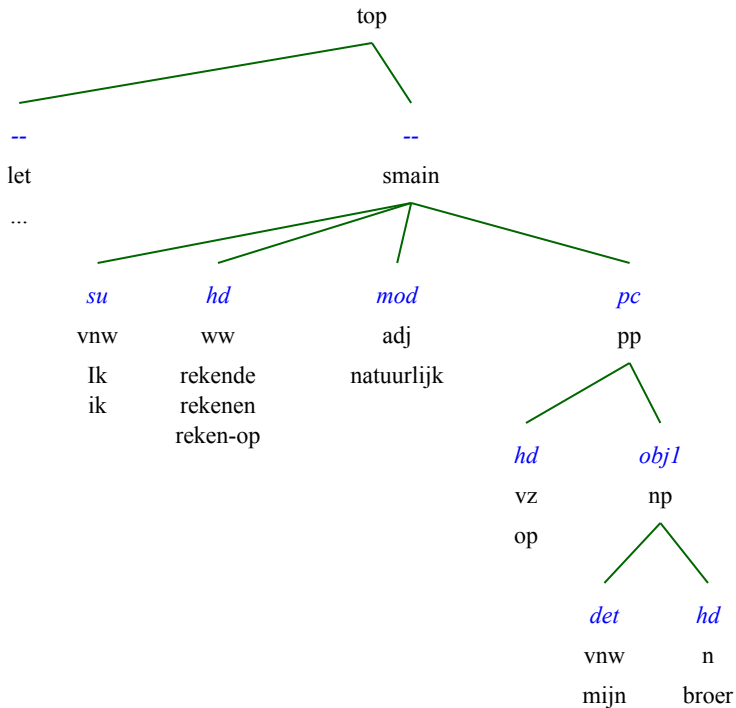 top
-- --
let smain
...
su hd mod pc
vnw ww adj pp
Ik rekende natuurlijk
ik rekenen
reken-op
hd obj1
vz np
op
det hd
vnw n
mijn broer